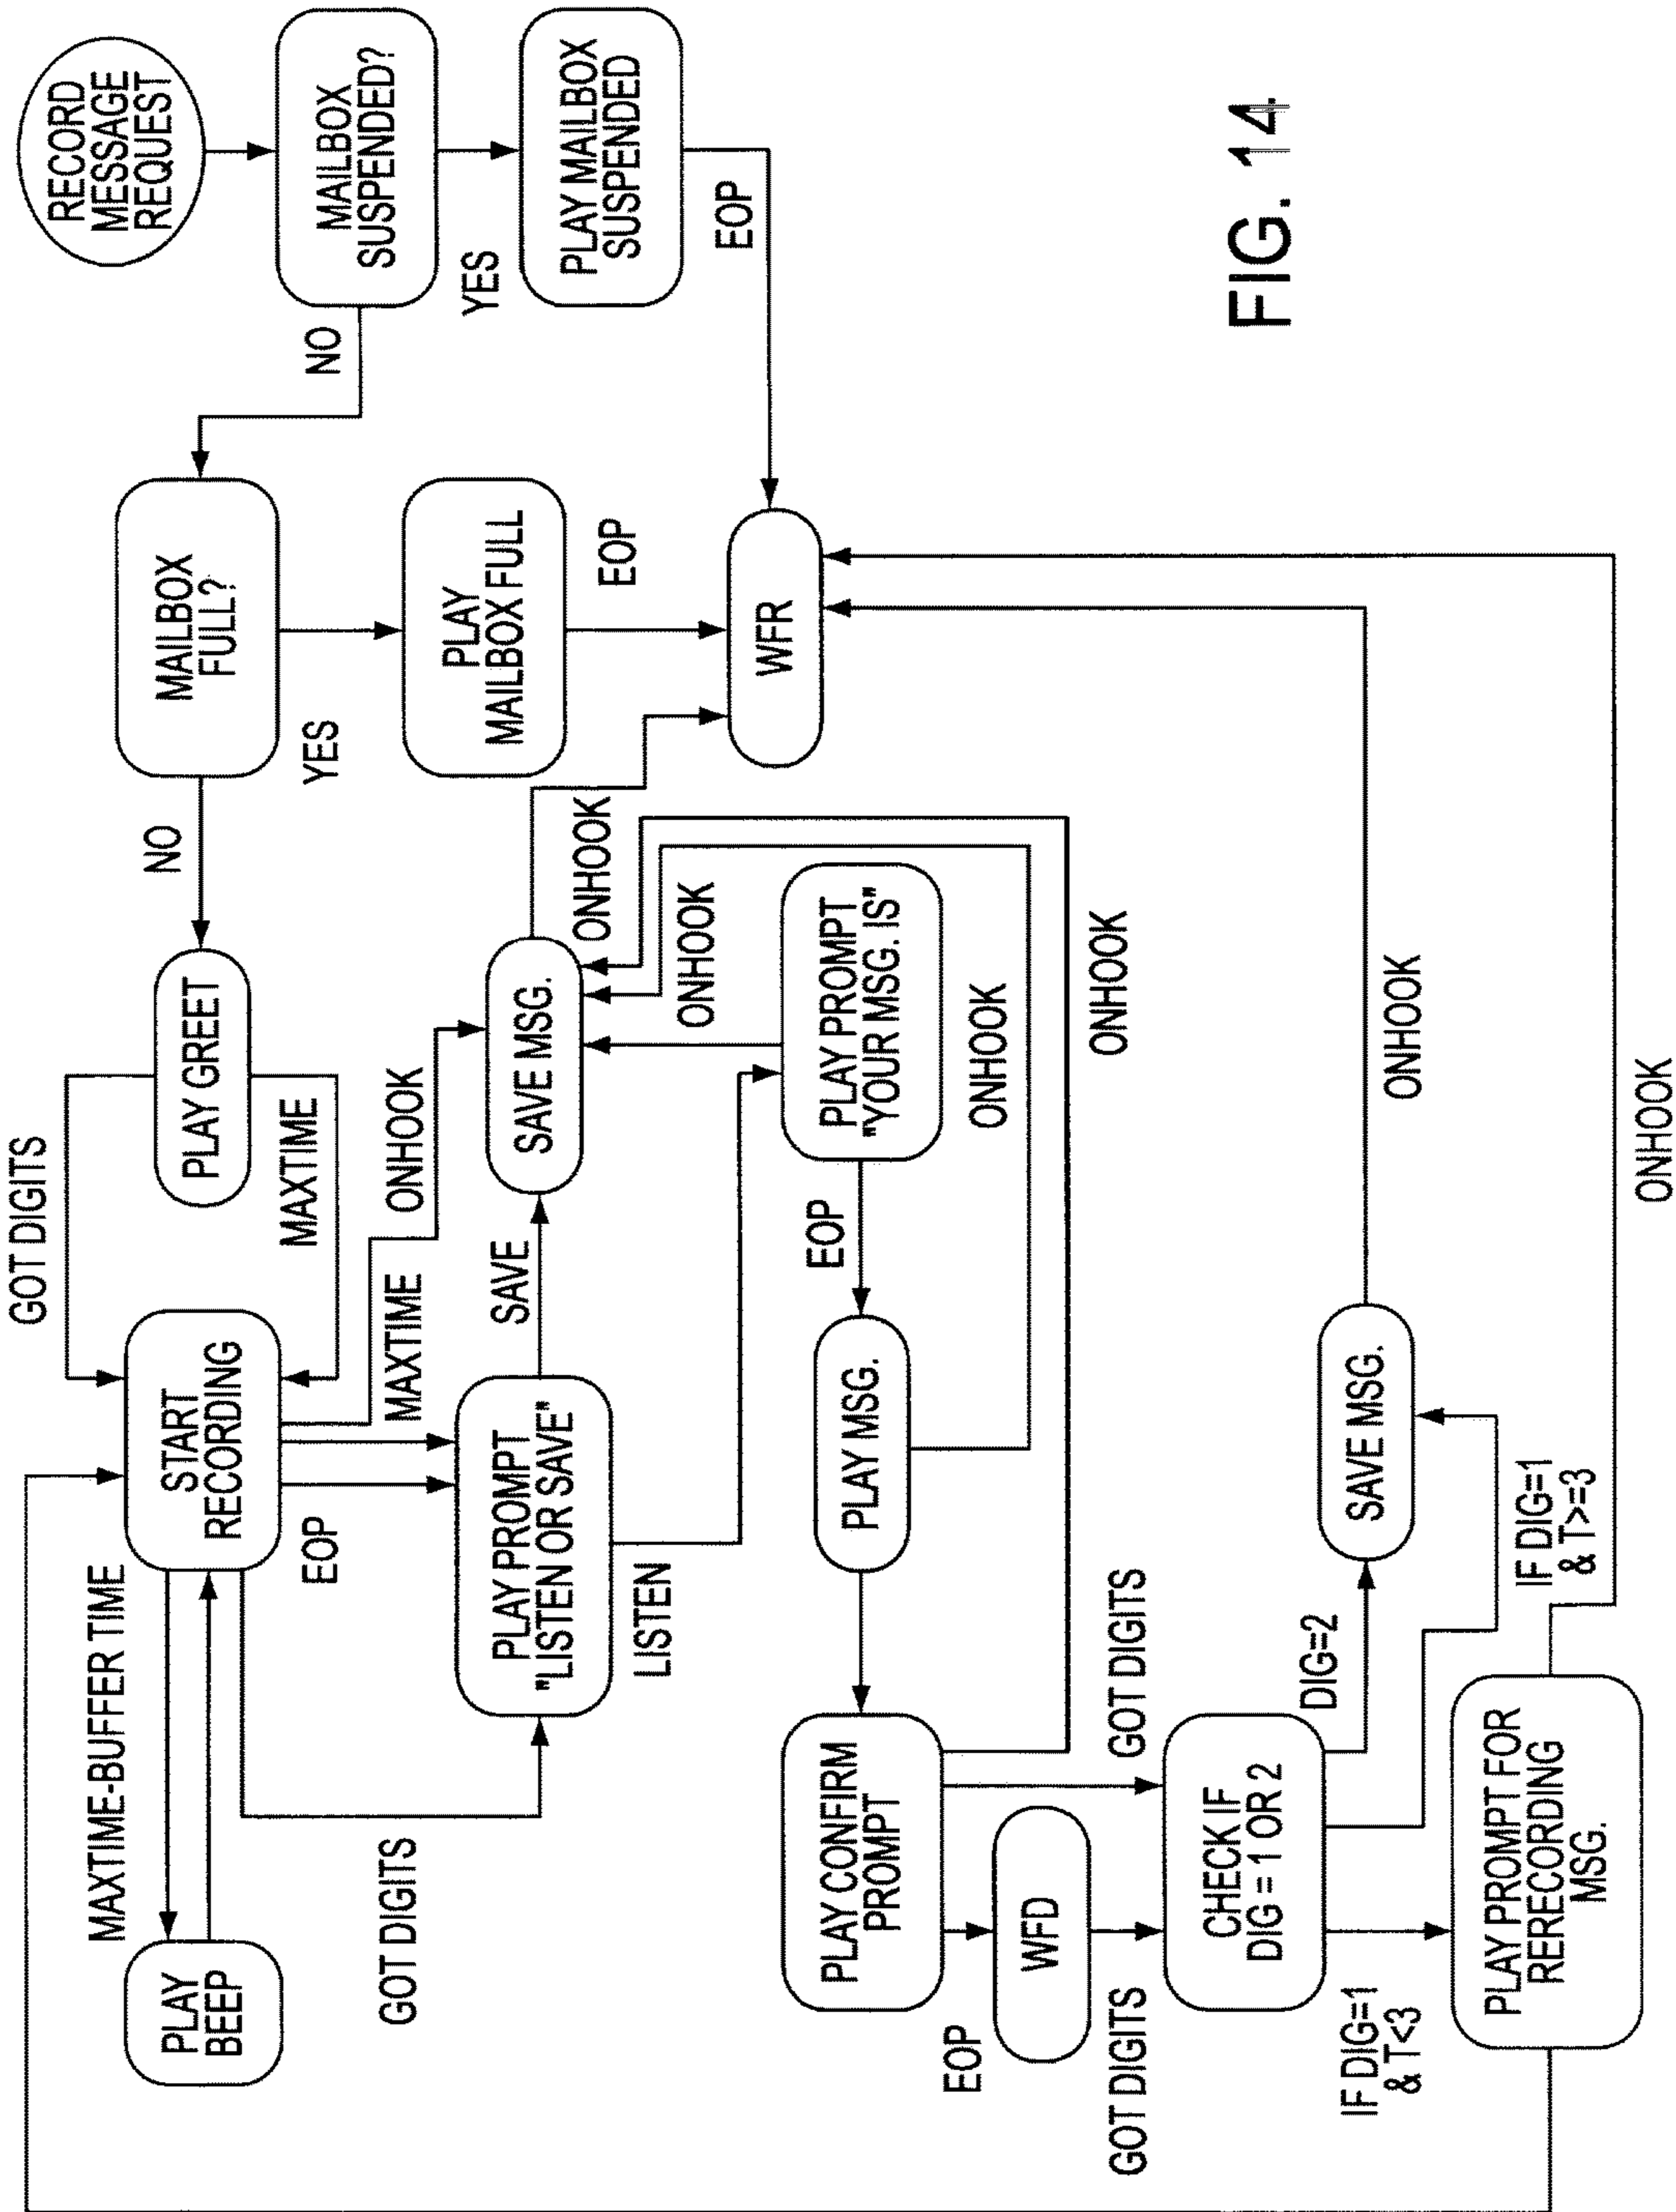 RECORD
MESSAGE
REQUEST
MAILBOX
SUSPENDED?
YES
PLAY MAILBOX
SUSPENDED
EOP
NO
MAILBOX
FULL?
YES
PLAY
MAILBOX FULL
EOP
WFR
NO
PLAY GREET
GOT DIGITS
MAXTIME
START
RECORDING
MAXTIME-BUFFER TIME
PLAY
BEEP
EOP
MAXTIME
ONHOOK
GOT DIGITS
PLAY PROMPT
"LISTEN OR SAVE"
SAVE
SAVE MSG.
ONHOOK
LISTEN
ONHOOK
PLAY PROMPT
"YOUR MSG. IS"
EOP
PLAY MSG.
ONHOOK
PLAY CONFIRM
PROMPT
ONHOOK
EOP
WFD
GOT DIGITS
GOT DIGITS
CHECK IF
DIG = 1 OR 2
DIG=2
SAVE MSG.
ONHOOK
IF DIG=1
& T>=3
IF DIG=1
& T<3
PLAY PROMPT FOR
RERECORDING
MSG.
ONHOOK
FIG. 14